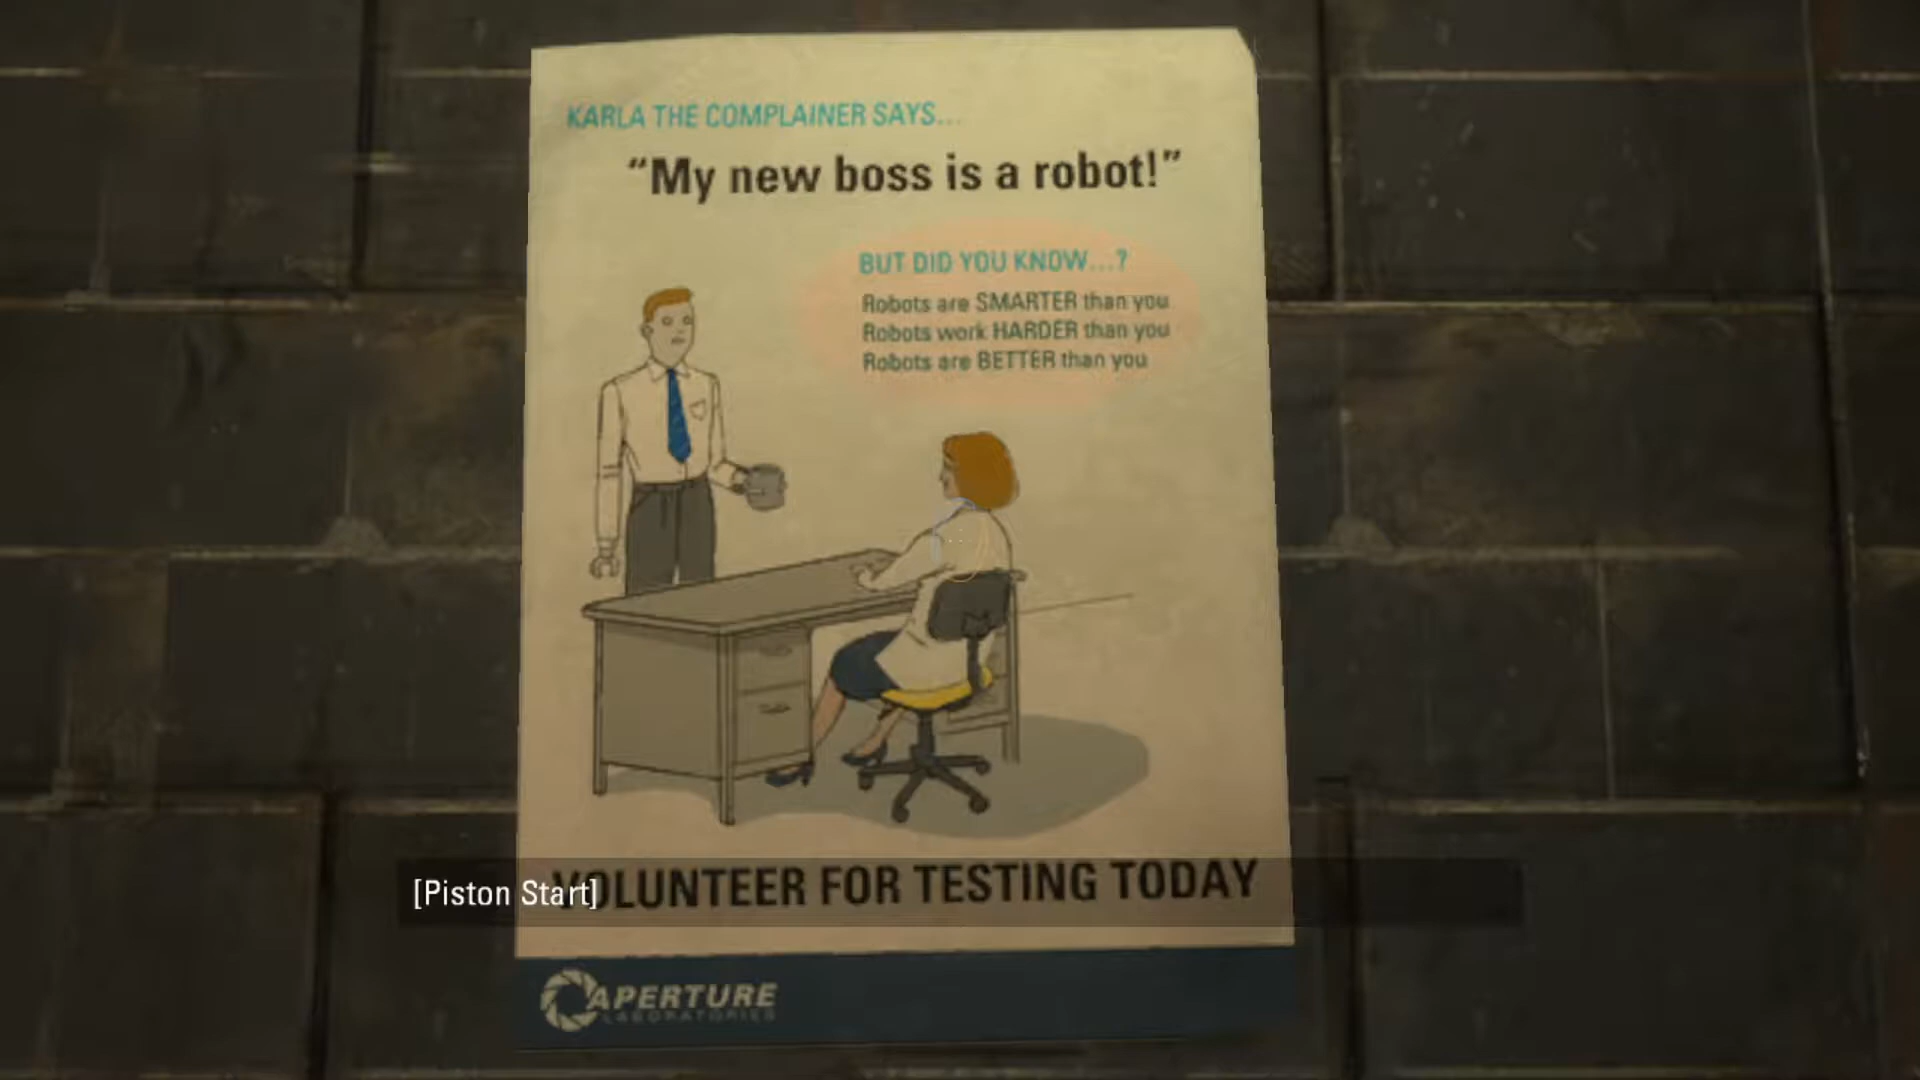 KARLA THE COMPLAINER SAYS...
"My new boss is a robot!"
BUT DID YOU KNOW...?
Robots are SMARTER than you
Robots work HARDER than you
Robots are BETTER than you
VOLUNTEER FOR TESTING TODAY
[Piston Start]
APERTURE
LABORATORIES